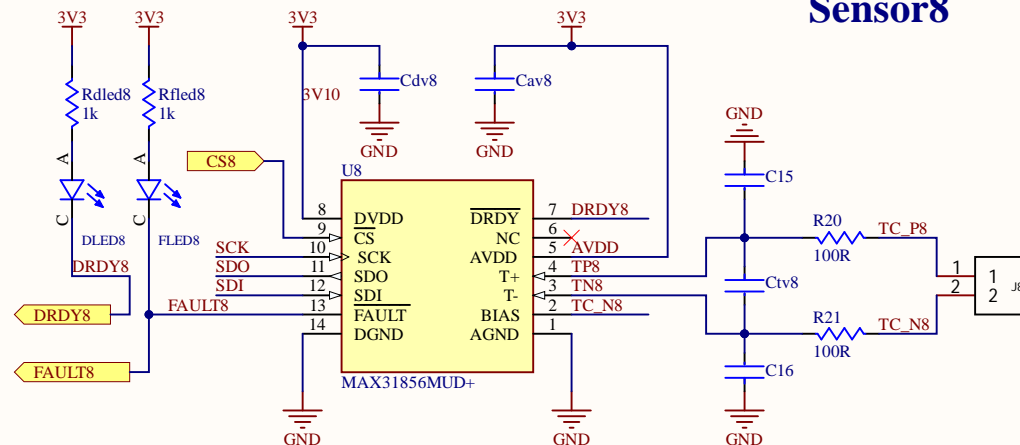 Sensor8
3V3
3V3
3V3
3V3
Rdled8
1k
Rfled8
1k
Cdv8
Cav8
3V10
GND
GND
GND
A
A
CS8
U8
C15
C
C
DLED8
FLED8
8 DVDD
9 CS
SCK 10 SCK
SDO 11 SDO
SDI 12 SDI
FAULT8 13 FAULT
14 DGND
DRDY 7 DRDY8
NC 6
AVDD 5 AVDD
T+ 4 TP8
T- 3 TN8
BIAS 2 TC_N8
AGND 1
DRDY8
DRDY8
FAULT8
MAX31856MUD+
R20
100R
TC_P8
Ctv8
1 1
2 2
J8
R21
100R
TC_N8
C16
GND
GND
GND